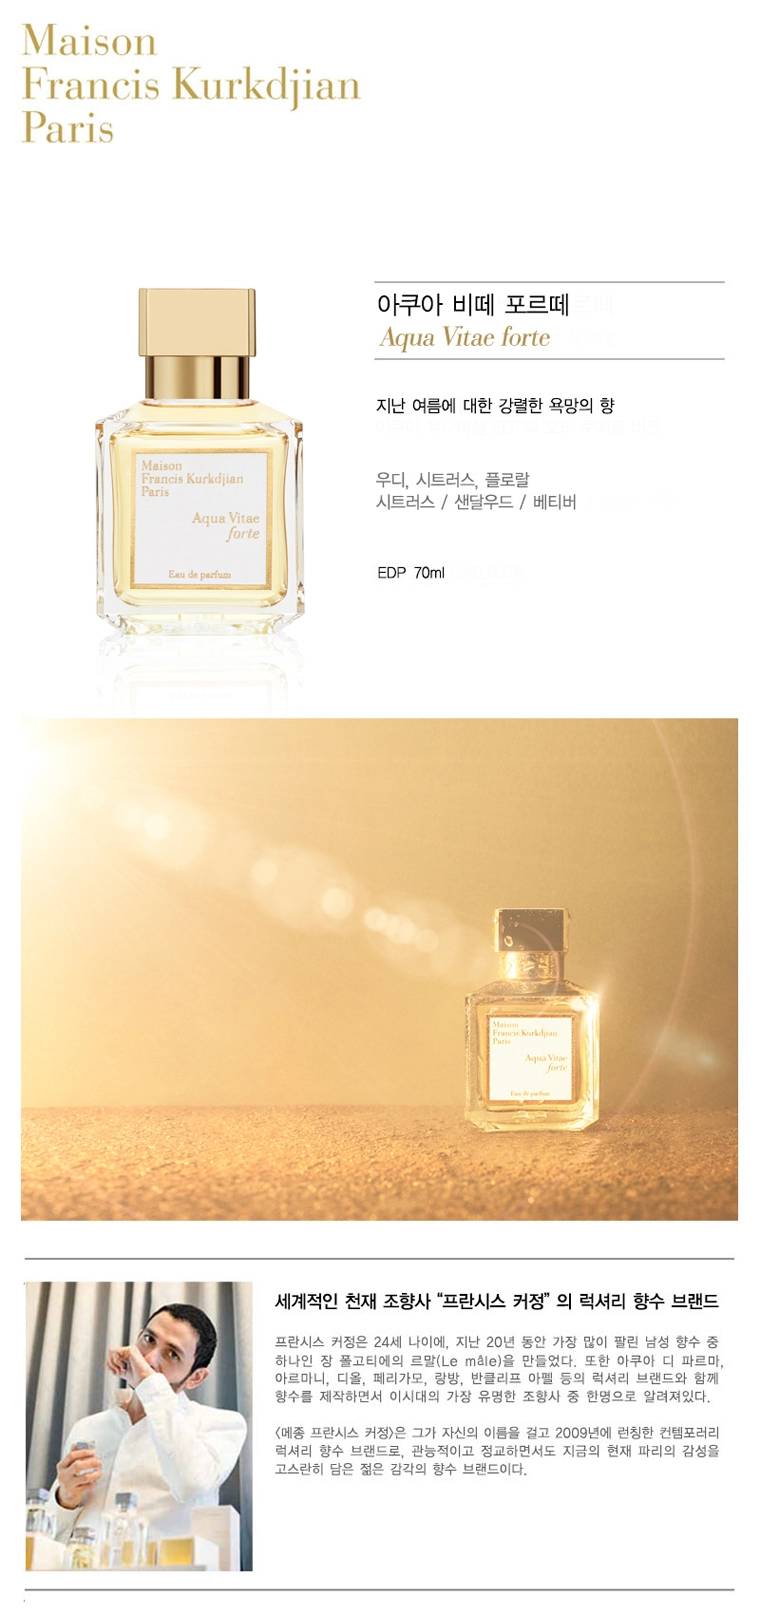 Maison
Francis Kurkdjian
Paris
아쿠아 비떼 포르떼
Aqua Vitae forte
지난 여름에 대한 강렬한 욕망의 향
우디, 시트러스, 플로랄
시트러스 / 샌달우드 / 베티버
EDP 70ml
Maison
Francis Kurkdjian
Paris
Aqua Vitae
forte
Eau de parfum
Maison
Francis Kurkdjian
Paris
Aqua Vitae
forte
Eau de parfum
세계적인 천재 조향사 “프란시스 커정” 의 럭셔리 향수 브랜드
프란시스 커정은 24세 나이에, 지난 20년 동안 가장 많이 팔린 남성 향수 중
하나인 장 폴고티에의 르말(Le mâle)을 만들었다. 또한 아쿠아 디 파르마,
아르마니, 디올, 페리가모, 랑방, 반클리프 아펠 등의 럭셔리 브랜드와 함께
향수를 제작하면서 이시대의 가장 유명한 조향사 중 한명으로 알려져있다.
〈메종 프란시스 커정〉은 그가 자신의 이름을 걸고 2009년에 런칭한 컨템포러리
럭셔리 향수 브랜드로, 관능적이고 정교하면서도 지금의 현재 파리의 감성을
고스란히 담은 젊은 감각의 향수 브랜드이다.